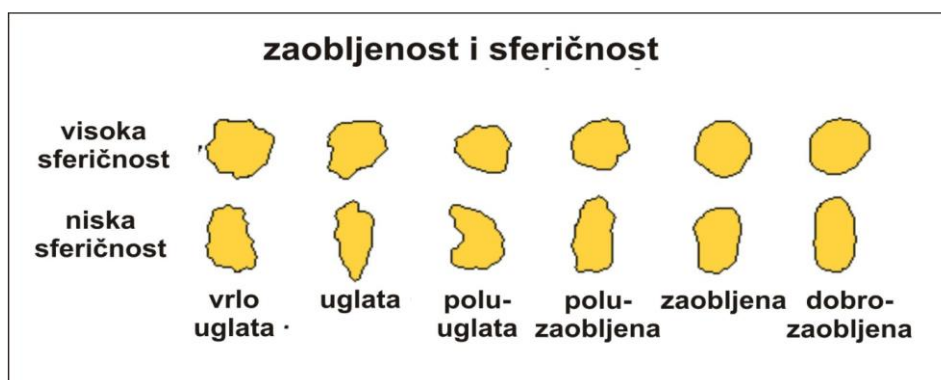 zaobljenost i sferičnost
visoka
sferičnost
niska
sferičnost
vrlo
uglata
uglata
polu-
uglata
polu-
zaobljena
zaobljena
dobro-
zaobljena